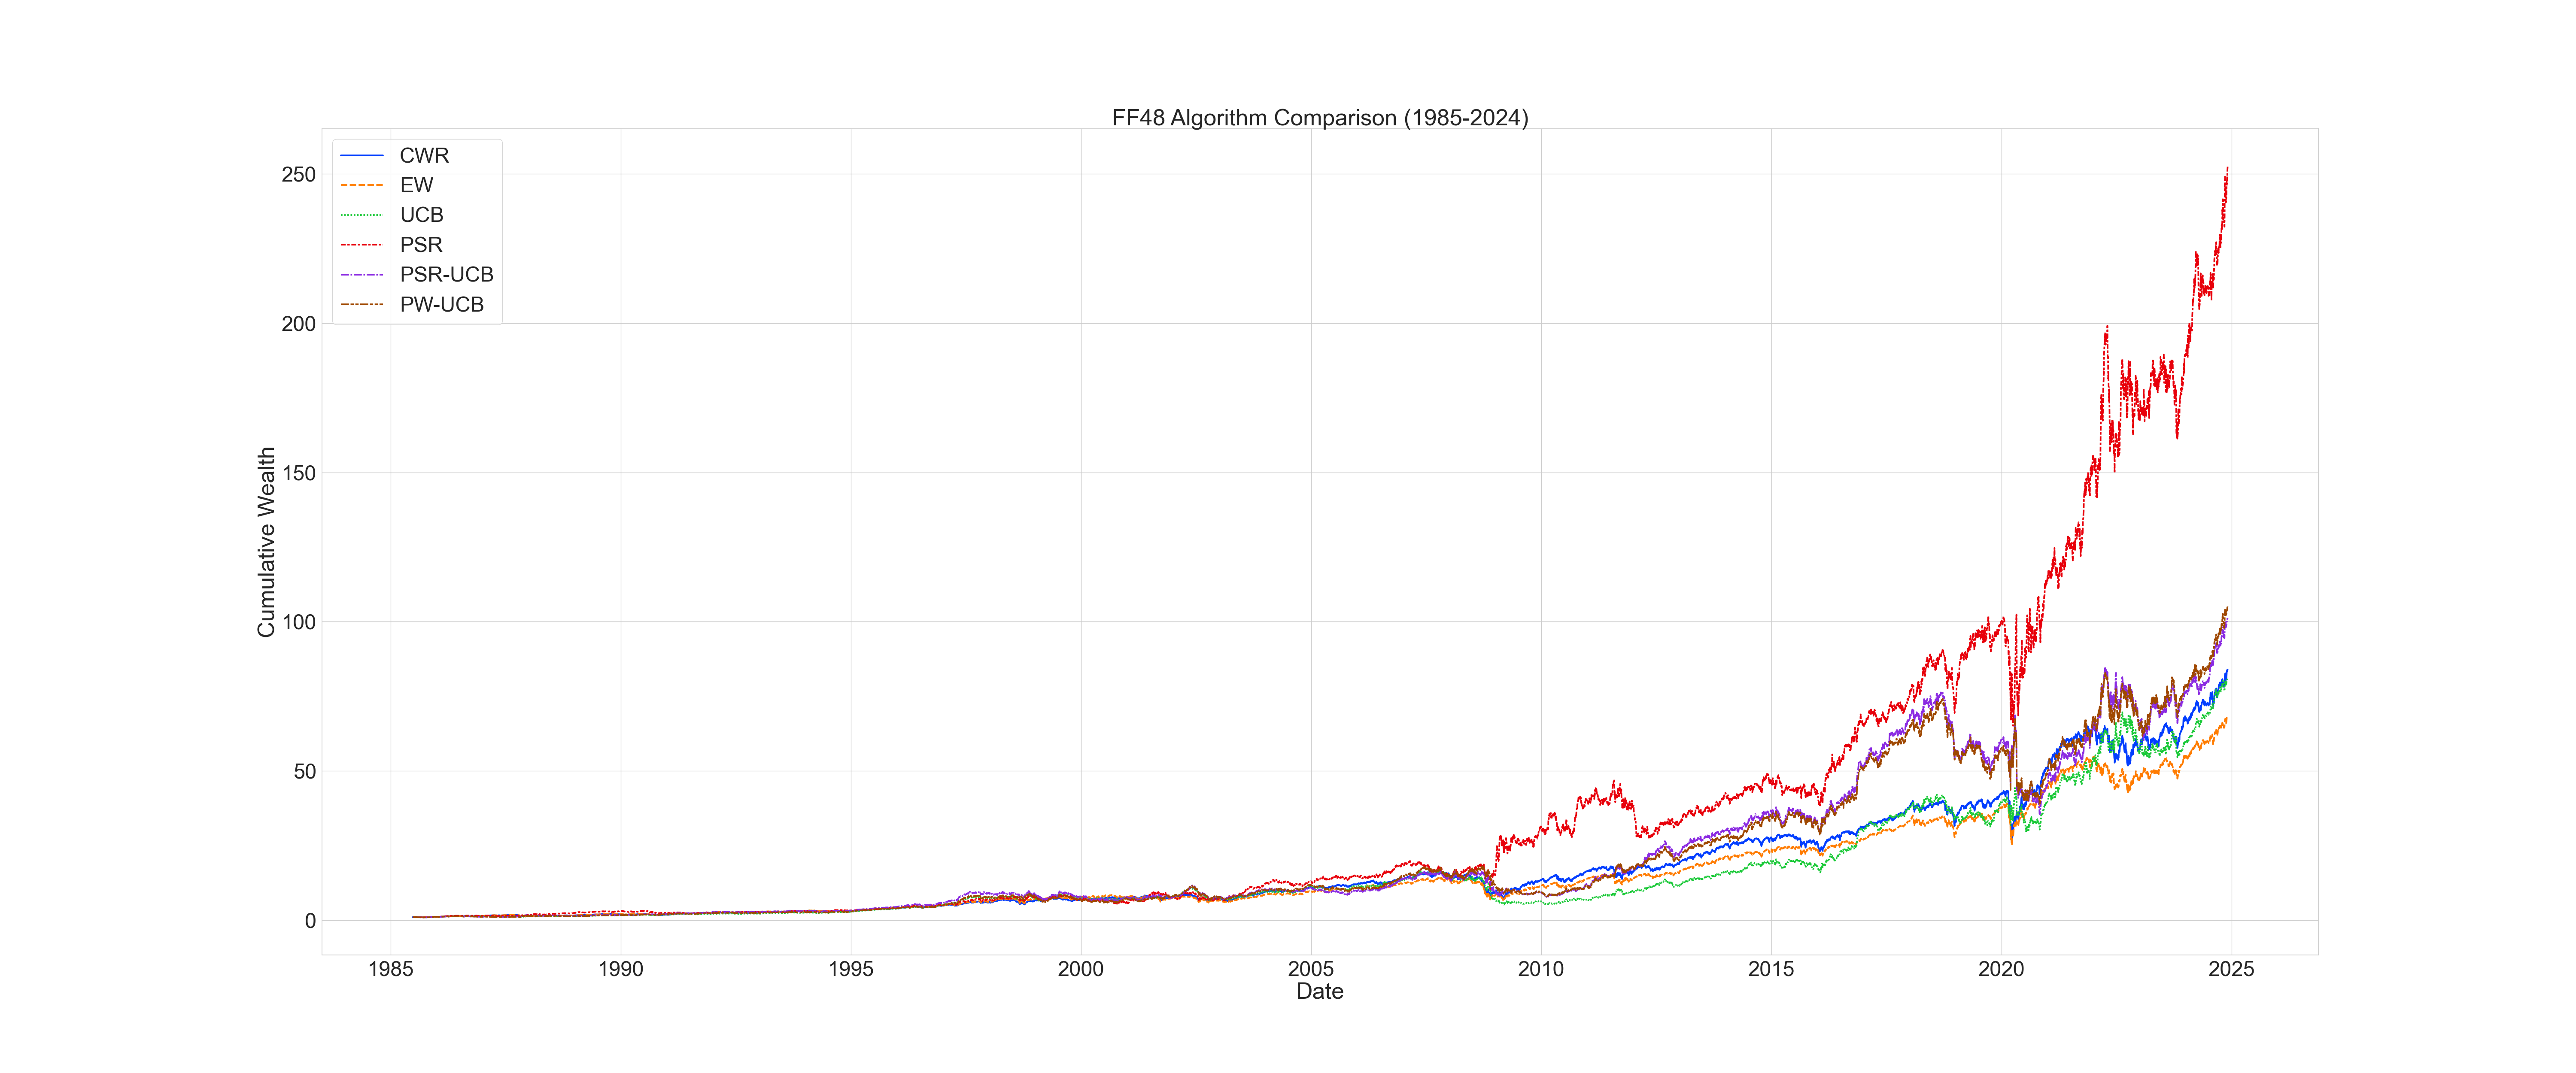 FF48 Algorithm Comparison (1985-2024)
CWR
EW
UCB
PSR
PSR-UCB
PW-UCB
Cumulative Wealth
250
200
150
100
50
0
1985 1990 1995 2000 2005 2010 2015 2020 2025
Date